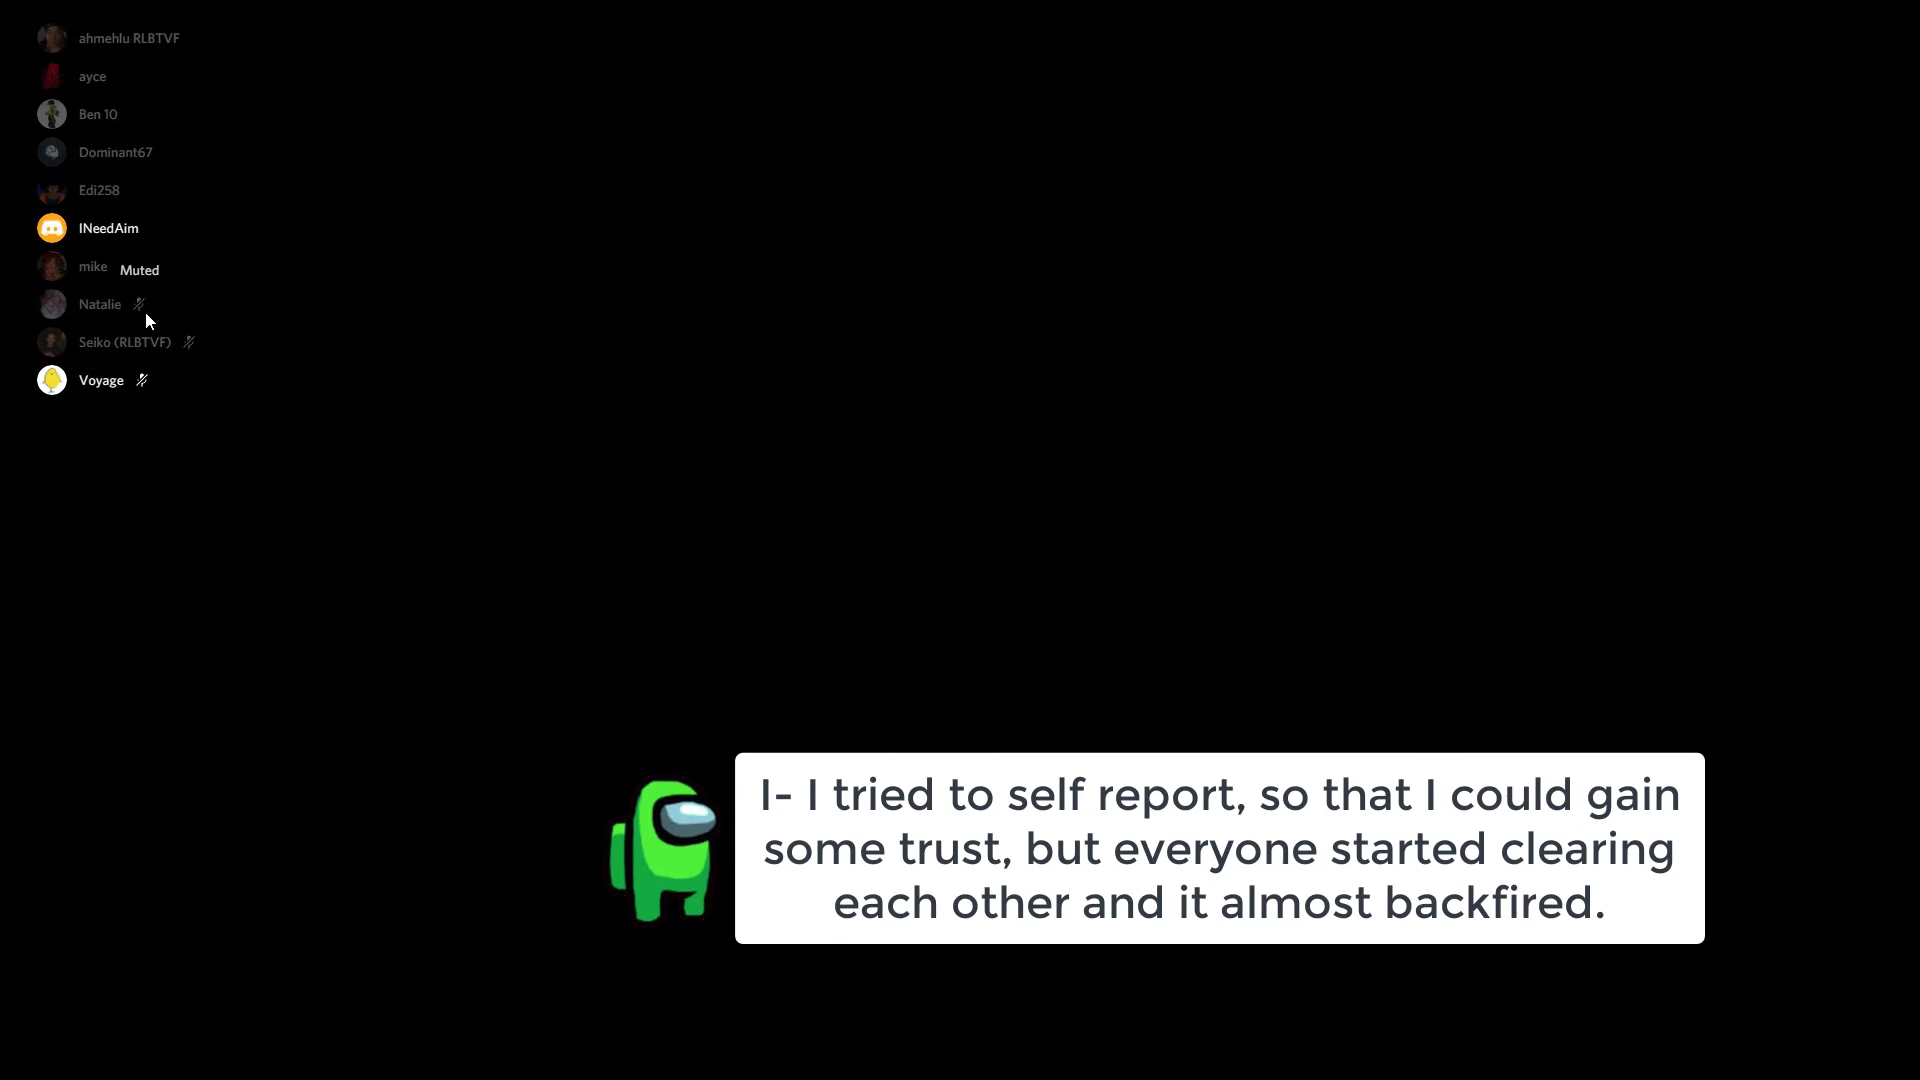 ahmehlu RLBTVF
ayce
Ben 10
Dominant67
Edi258
INeedAim
mike
Muted
Natalie
Seiko (RLBTVF)
Voyage
I- I tried to self report, so that I could gain
some trust, but everyone started clearing
each other and it almost backfired.